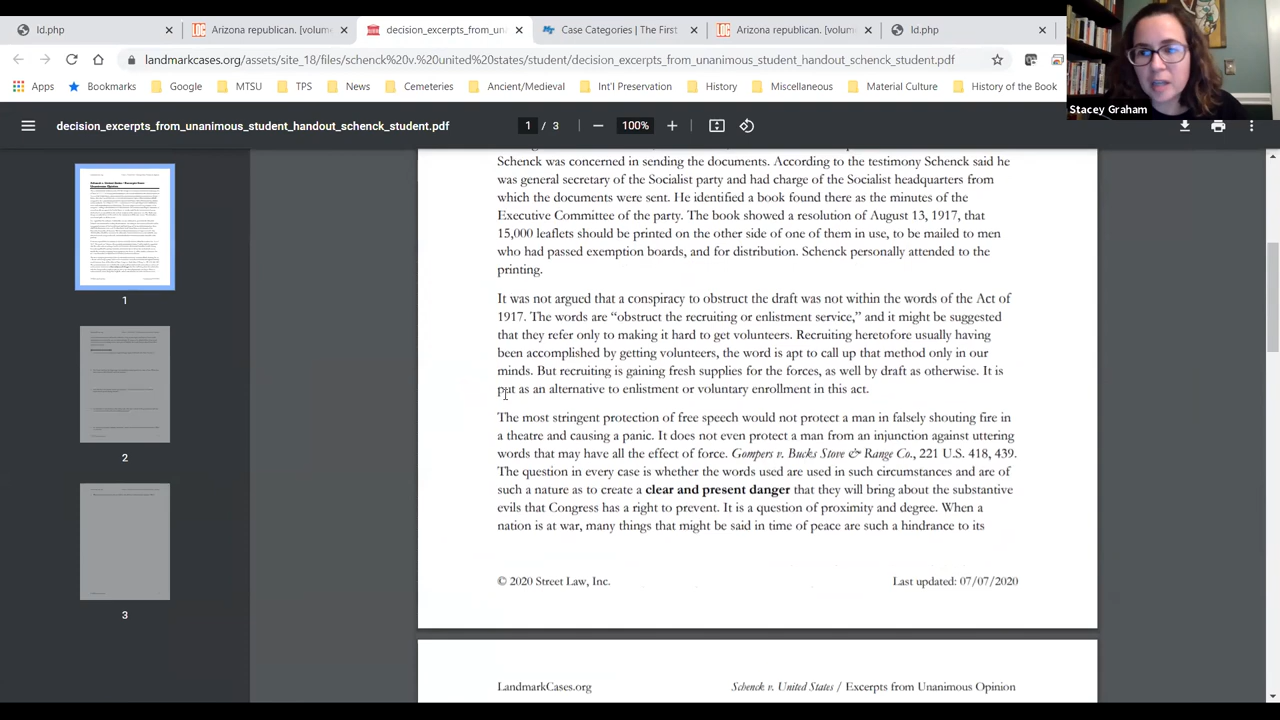 ld.php
Arizona republican. [volum
decision_excerpts_from_un
Case Categories | The First
Arizona republican. [volum
ld.php
landmarkcases.org/assets/site_18/files/schenck%20v.%20united%20states/student/decision_excerpts_from_unanimous_student_handout_schenck_student.pdf
Apps Bookmarks Google MTSU TPS News Cemeteries Ancient/Medieval Int'l Preservation History Miscellaneous Material Culture History of the Book
Stacey Graham
decision_excerpts_from_unanimous_student_handout_schenck_student.pdf 1 / 3 100%
1
2
3
Schenck was concerned in sending the documents. According to the testimony Schenck said he
was general secretary of the Socialist party and had charge of the Socialist headquarters from
which the documents were sent. He identified a book found there as the minutes of the
Executive Committee of the party. The book showed a resolution of August 13, 1917, that
15,000 leaflets should be printed on the other side of one of them in use, to be mailed to men
who had passed exemption boards, and for distribution. Schenck personally attended to the
printing.
It was not argued that a conspiracy to obstruct the draft was not within the words of the Act of
1917. The words are “obstruct the recruiting or enlistment service,” and it might be suggested
that they refer only to making it hard to get volunteers. Recruiting heretofore usually having
been accomplished by getting volunteers, the word is apt to call up that method only in our
minds. But recruiting is gaining fresh supplies for the forces, as well by draft as otherwise. It is
put as an alternative to enlistment or voluntary enrollment in this act.
The most stringent protection of free speech would not protect a man in falsely shouting fire in
a theatre and causing a panic. It does not even protect a man from an injunction against uttering
words that may have all the effect of force. Gompers v. Bucks Stove & Range Co., 221 U.S. 418, 439.
The question in every case is whether the words used are used in such circumstances and are of
such a nature as to create a clear and present danger that they will bring about the substantive
evils that Congress has a right to prevent. It is a question of proximity and degree. When a
nation is at war, many things that might be said in time of peace are such a hindrance to its
© 2020 Street Law, Inc. Last updated: 07/07/2020
LandmarkCases.org Schenck v. United States / Excerpts from Unanimous Opinion